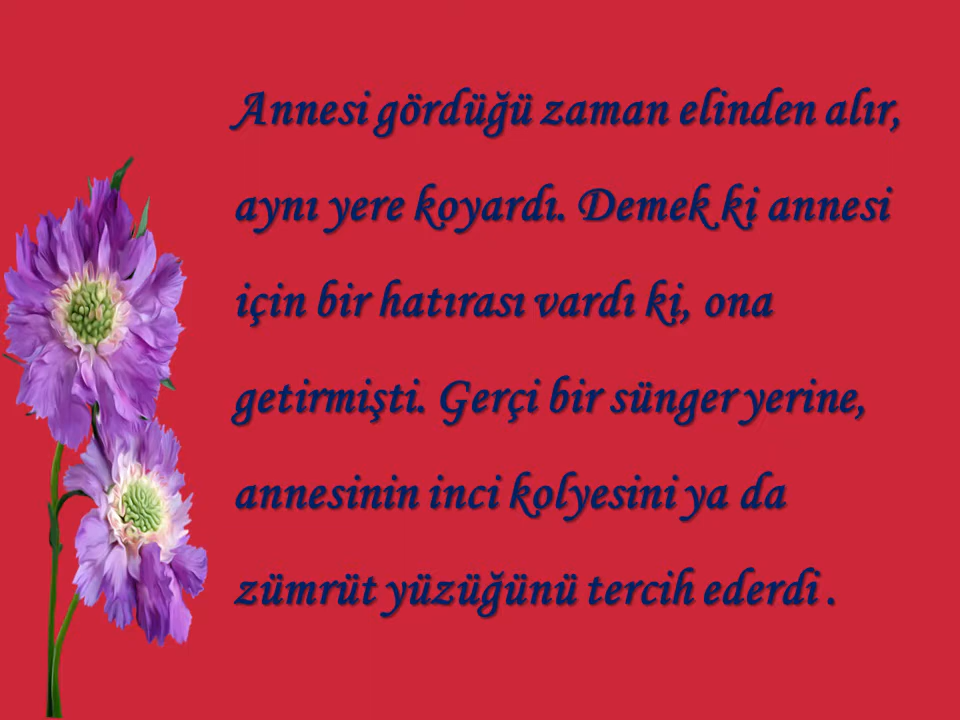 Annesi gördüğü zaman elinden alır,
aynı yere koyardı. Demek ki annesi
için bir hatırası vardı ki, ona
getirmişti. Gerçi bir sünger yerine,
annesinin inci kolyesini ya da
zümrüt yüzüğünü tercih ederdi .